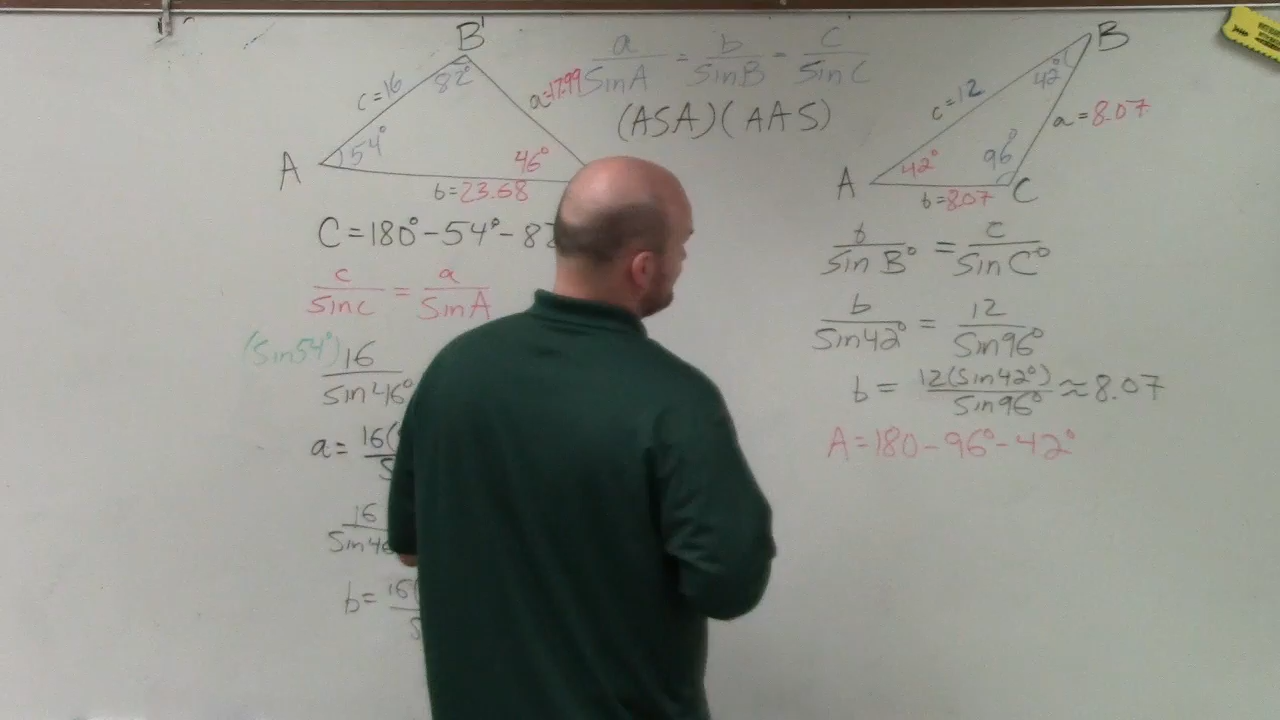 B
c=16
82°
a=17.99
A
54°
46°
b=23.68
C=180°-54°-82
c/sinC = a/sinA
(sin54°) 16/sin46°
a= 16(
16/sin46
b= 16(
a/sinA = b/sinB = c/sinC
(ASA)(AAS)
B
c=12
42°
a=8.07
A
42°
96°
b=8.07
C
b/sin B° = c/sin C°
b/sin42° = 12/sin96°
b = 12(sin42°)/sin96° ≈8.07
A=180-96°-42°